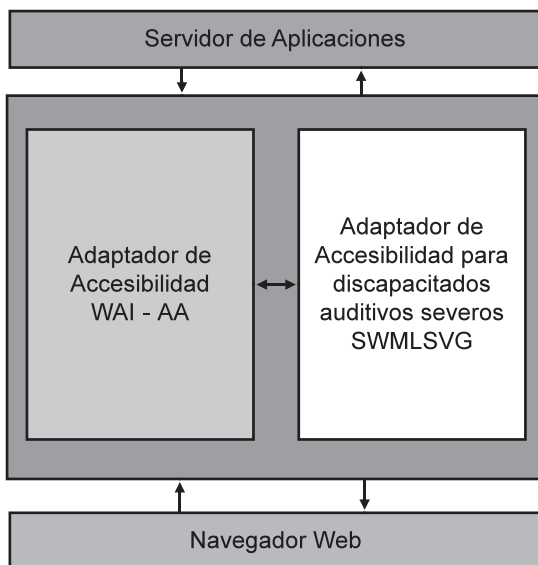 Servidor de Aplicaciones
Adaptador de
Accesibilidad
WAI - AA
Adaptador de
Accesibilidad para
discapacitados
auditivos severos
SWMLSVG
Navegador Web